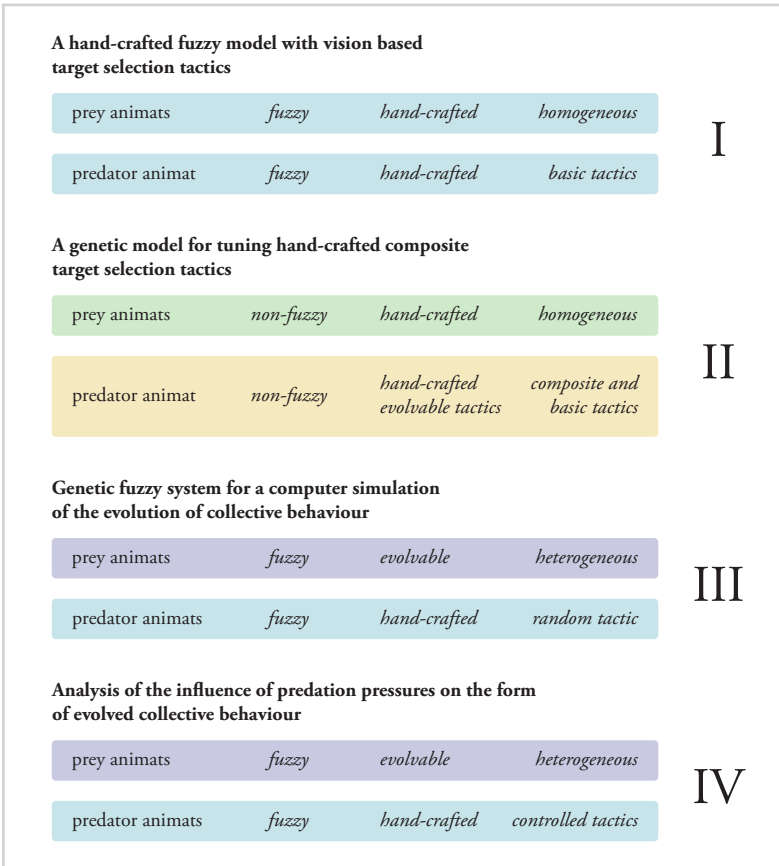 A hand-crafted fuzzy model with vision based
target selection tactics
prey animats fuzzy hand-crafted homogeneous
I
predator animat fuzzy hand-crafted basic tactics
A genetic model for tuning hand-crafted composite
target selection tactics
prey animats non-fuzzy hand-crafted homogeneous
II
predator animat non-fuzzy hand-crafted evolvable tactics composite and basic tactics
Genetic fuzzy system for a computer simulation
of the evolution of collective behaviour
prey animats fuzzy evolvable heterogeneous
III
predator animats fuzzy hand-crafted random tactic
Analysis of the influence of predation pressures on the form
of evolved collective behaviour
prey animats fuzzy evolvable heterogeneous
IV
predator animats fuzzy hand-crafted controlled tactics